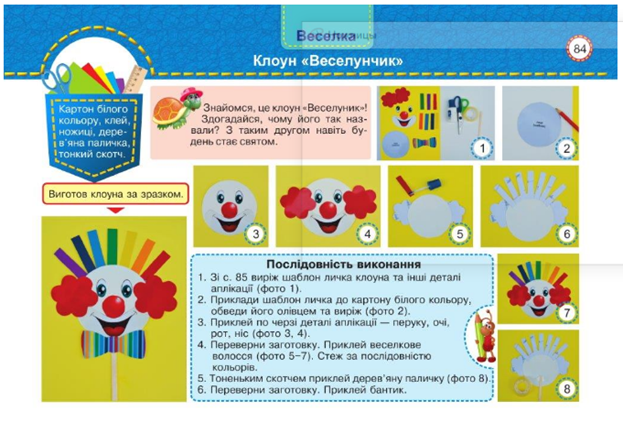 Веселка
84
Клоун «Веселунчик»
Картон білого
кольору, клей,
ножиці, дере-
в'яна паличка,
тонкий скотч.
Знайомся, це клоун «Веселуник»!
Здогадайся, чому його так наз-
вали? З таким другом навіть бу-
день стає святом.
1
2
Виготов клоуна за зразком.
3
4
5
6
Послідовність виконання
1. Зі с. 85 виріж шаблон личка клоуна та інші деталі
аплікації (фото 1).
2. Приклади шаблон личка до картону білого кольору,
обведи його олівцем та виріж (фото 2).
3. Приклей по черзі деталі аплікації — перуку, очі,
рот, ніс (фото 3, 4).
4. Переверни заготовку. Приклей веселкове
волосся (фото 5–7). Стеж за послідовністю
кольорів.
5. Тоненьким скотчем приклей дерев'яну паличку (фото 8).
6. Переверни заготовку. Приклей бантик.
7
8